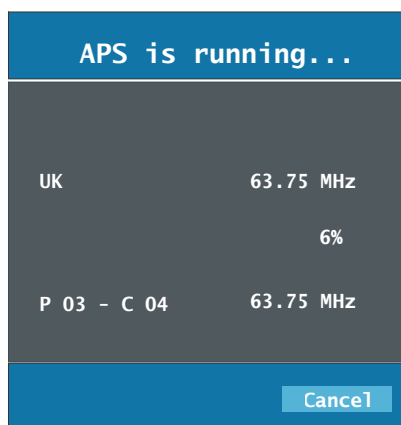 APS is running...
UK 63.75 MHz
6%
P 03 - C 04 63.75 MHz
Cancel